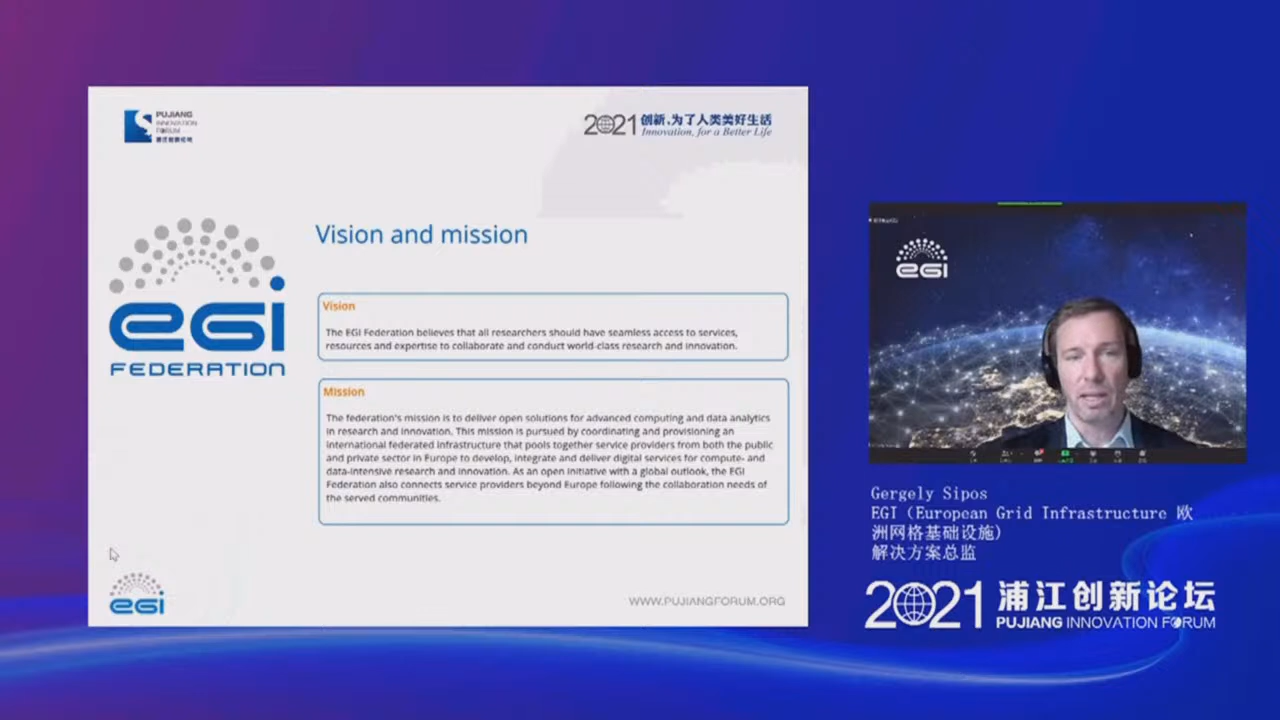 PUJIANG
INNOVATION
FORUM
浦江创新论坛
2021 创新,为了人类美好生活
Innovation, for a Better Life
egi
FEDERATION
Vision and mission
Vision
The EGI Federation believes that all researchers should have seamless access to services,
resources and expertise to collaborate and conduct world-class research and innovation.
Mission
The federation's mission is to deliver open solutions for advanced computing and data analytics
in research and innovation. This mission is pursued by coordinating and provisioning an
international federated infrastructure that pools together service providers from both the public
and private sector in Europe to develop, integrate and deliver digital services for compute- and
data-intensive research and innovation. As an open initiative with a global outlook, the EGI
Federation also connects service providers beyond Europe following the collaboration needs of
the served communities.
egi
WWW.PUJIANGFORUM.ORG
egi
Gergely Sipos
EGI（European Grid Infrastructure 欧
洲网格基础设施)
解决方案总监
2021 浦江创新论坛
PUJIANG INNOVATION FORUM